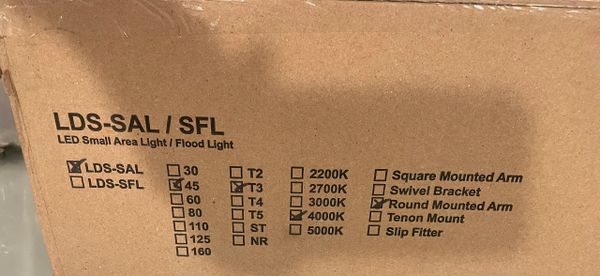 LDS-SAL / SFL
LED Small Area Light / Flood Light
LDS-SAL
LDS-SFL
30
45
60
80
110
125
160
T2
T3
T4
T5
ST
NR
2200K
2700K
3000K
4000K
5000K
Square Mounted Arm
Swivel Bracket
Round Mounted Arm
Tenon Mount
Slip Fitter